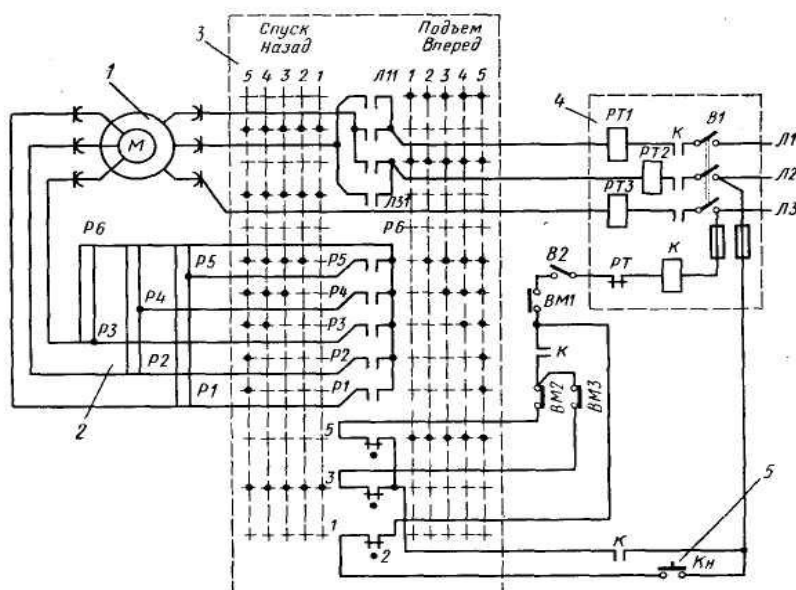 Спуск
Назад
5 4 3 2 1
Подъем
Вперед
1 2 3 4 5
3
1
М
Л11
Л31
4
РТ1
РТ2
РТ3
К
В1
Л1
Л2
Л3
Р6
Р6
Р5
Р5
Р4
Р4
Р3
Р3
Р2
Р2
Р1
Р1
2
В2
РТ
К
ВМ1
К
ВМ2
ВМ3
5
3
1
2
К
Кн
5